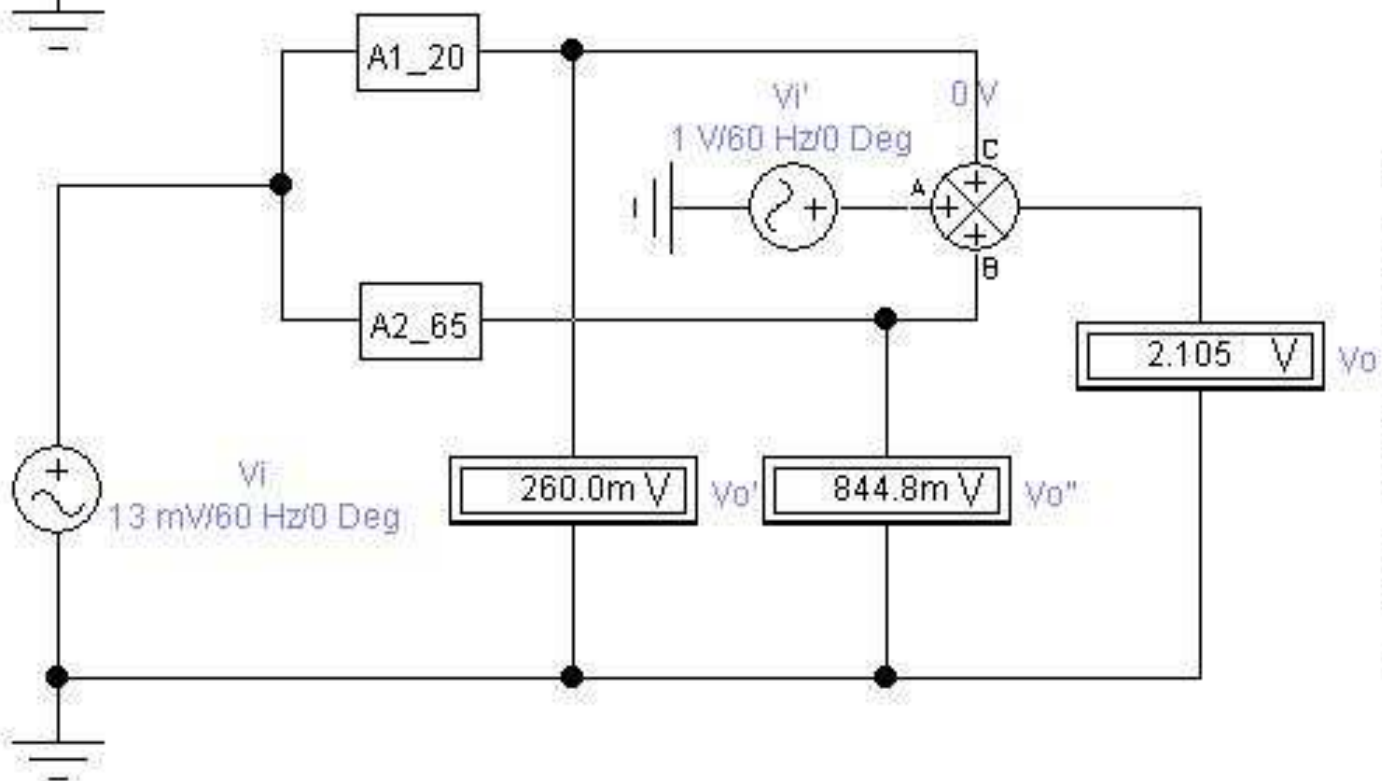 A1_20
Vi'
0 V
1 V/60 Hz/0 Deg
C
A
B
A2_65
2.105 V
Vo
Vi
13 mV/60 Hz/0 Deg
260.0m V
Vo'
844.8m V
Vo"